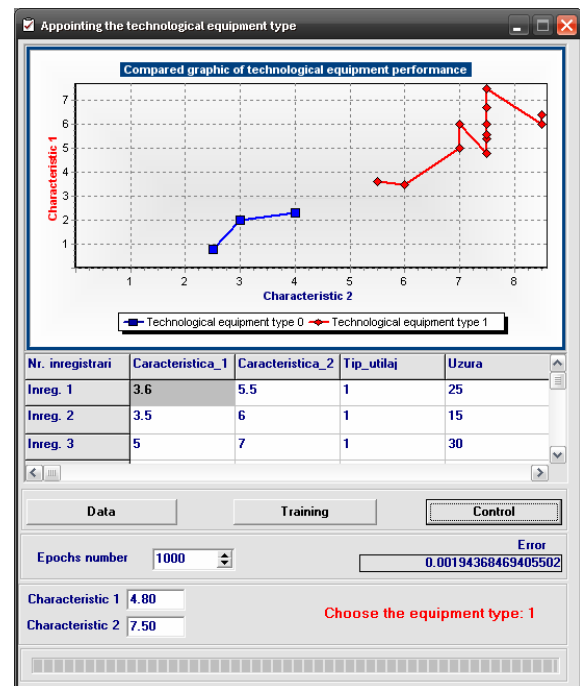 Appointing the technological equipment type
Compared graphic of technological equipment performance
7
6
5
4
3
2
1
Characteristic 1
1 2 3 4 5 6 7 8
Characteristic 2
Technological equipment type 0 Technological equipment type 1
Nr. inregistrari Caracteristica_1 Caracteristica_2 Tip_utilaj Uzura
Inreg. 1 3.6 5.5 1 25
Inreg. 2 3.5 6 1 15
Inreg. 3 5 7 1 30
Data Training Control
Error
Epochs number 1000 0.00194368469405502
Characteristic 1 4.80
Choose the equipment type: 1
Characteristic 2 7.50